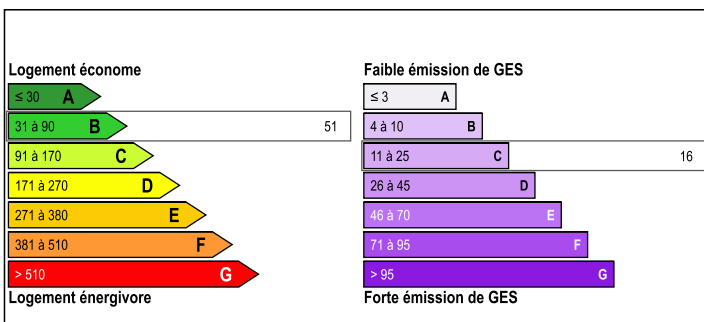 Logement économe
≤ 30 A
31 à 90 B 51
91 à 170 C
171 à 270 D
271 à 380 E
381 à 510 F
> 510 G
Logement énergivore
Faible émission de GES
≤ 3 A
4 à 10 B
11 à 25 C 16
26 à 45 D
46 à 70 E
71 à 95 F
> 95 G
Forte émission de GES